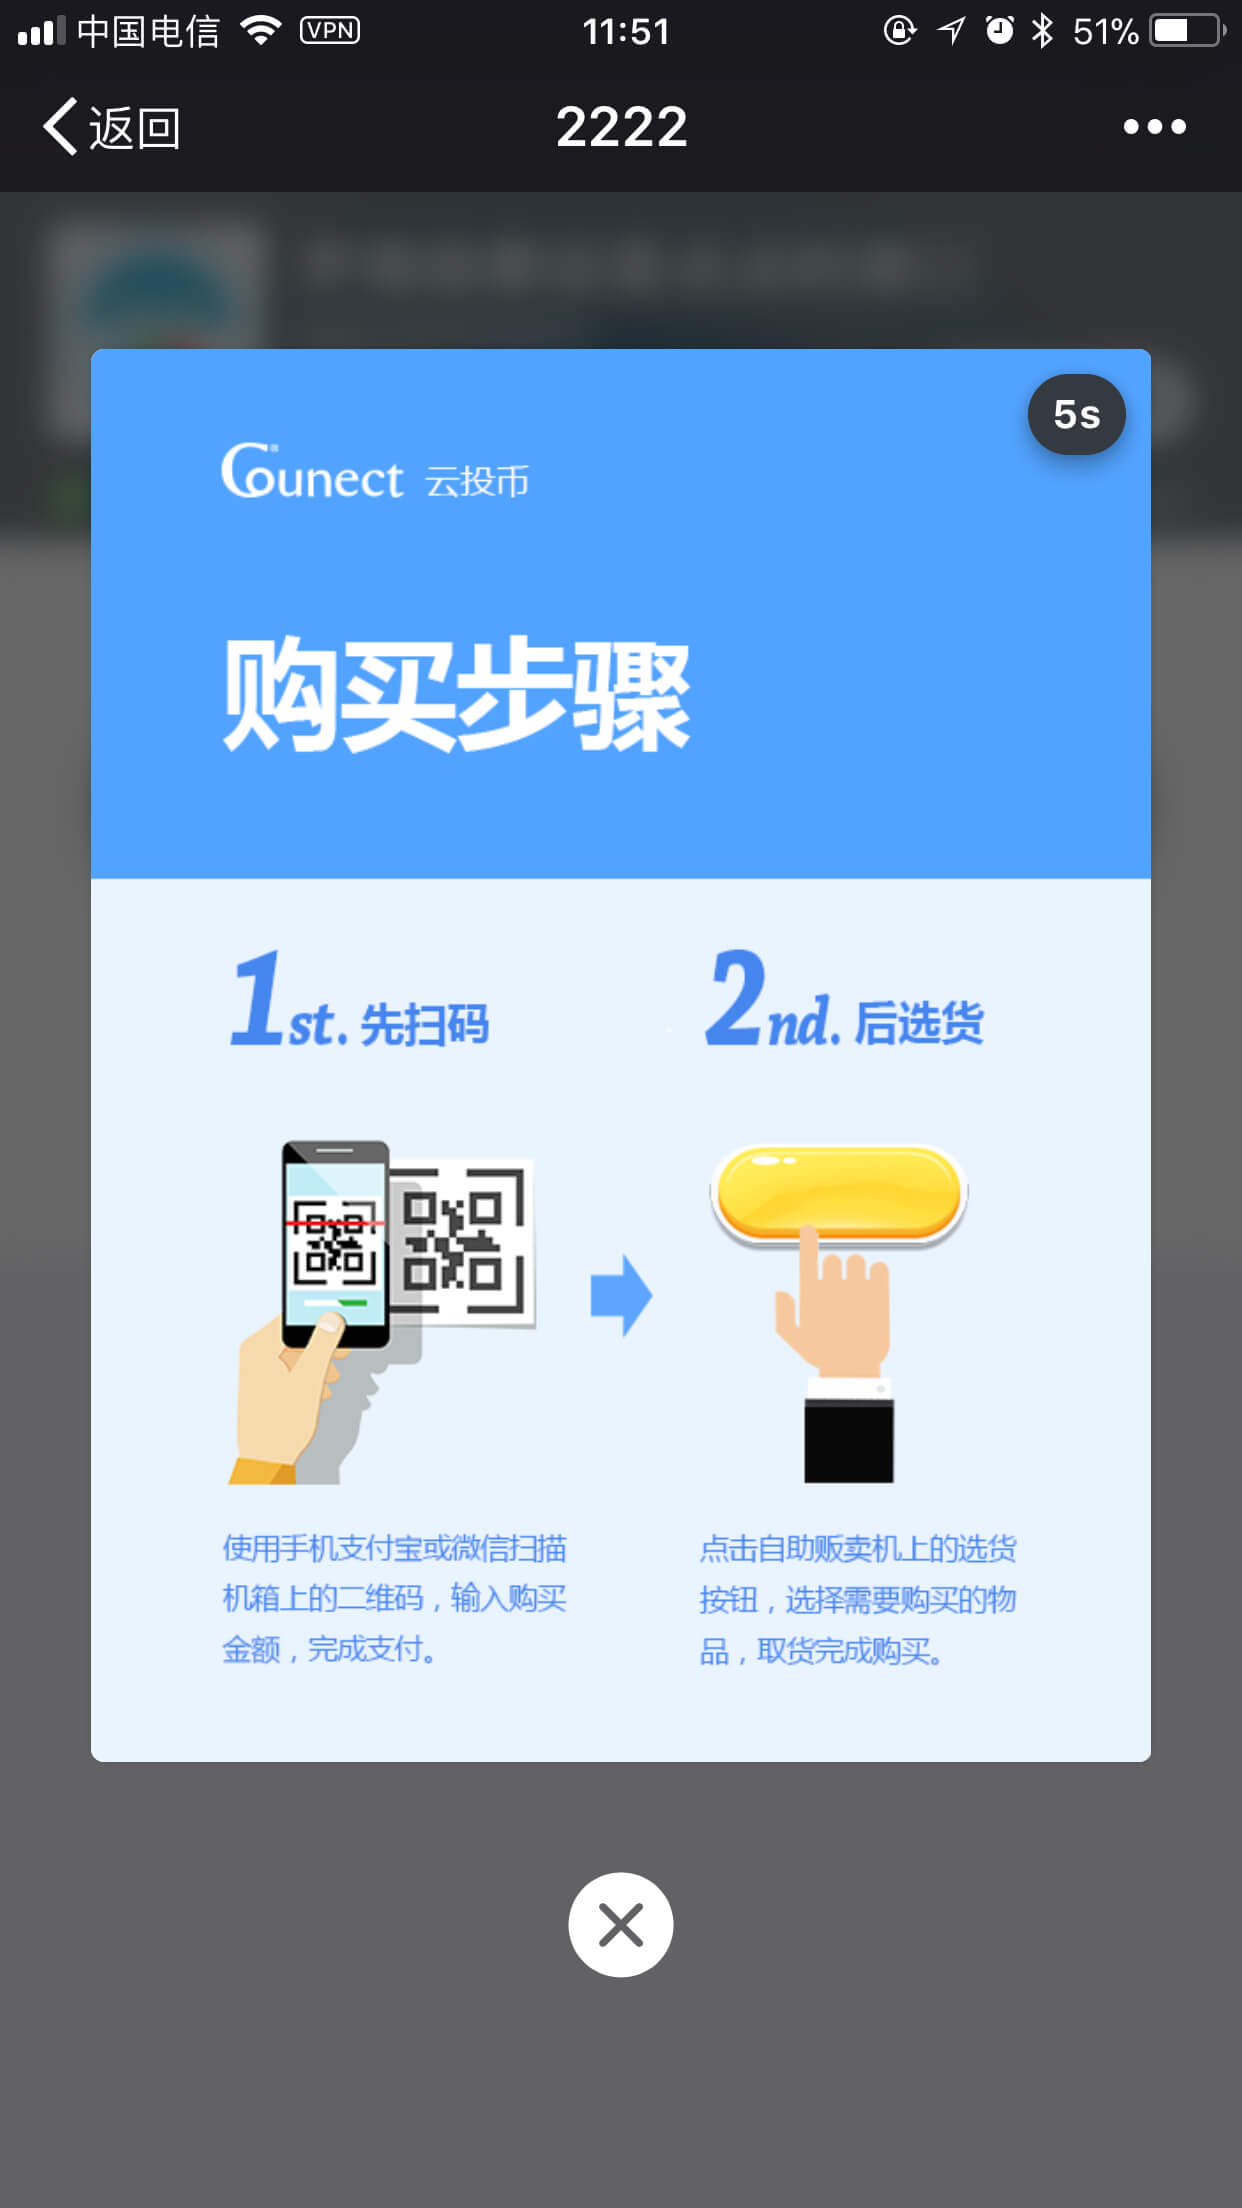 中国电信 VPN 11:51 51%
返回 2222
5s
Counect 云投币
购买步骤
1st. 先扫码
2nd. 后选货
使用手机支付宝或微信扫描
机箱上的二维码，输入购买
金额，完成支付。
点击自助贩卖机上的选货
按钮，选择需要购买的物
品，取货完成购买。